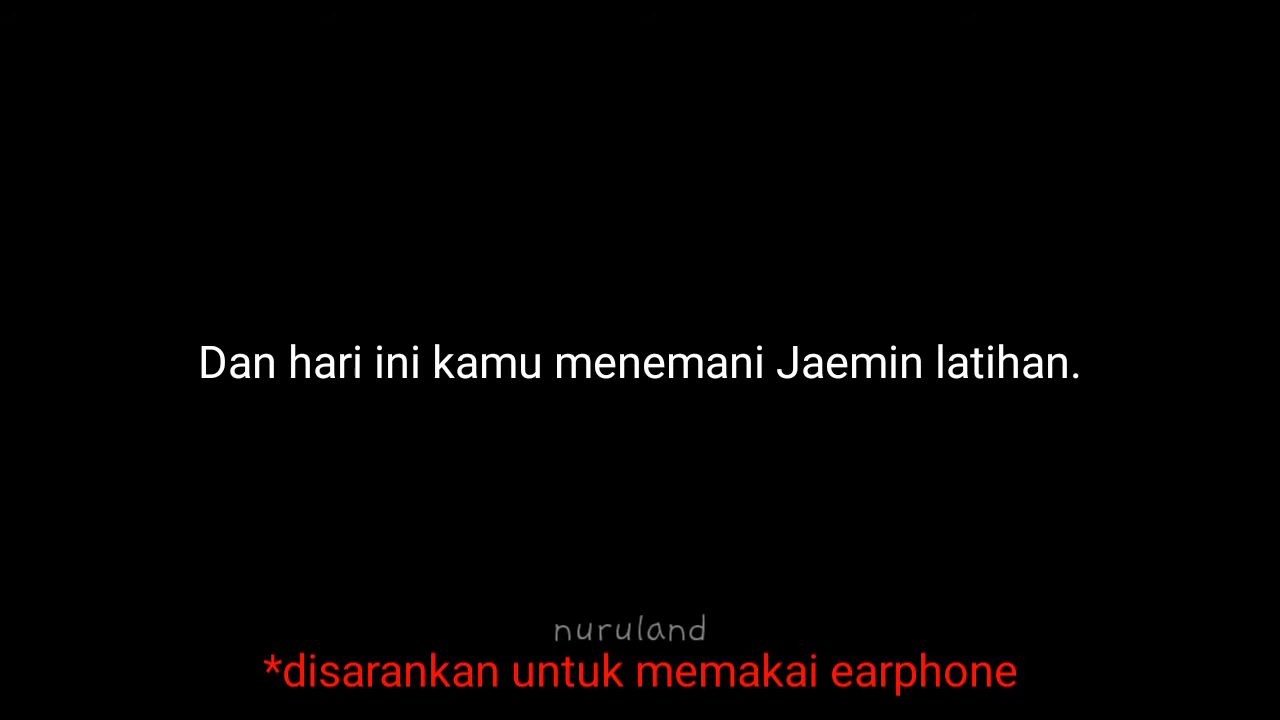 Dan hari ini kamu menemani Jaemin latihan.
nuruland
*disarankan untuk memakai earphone